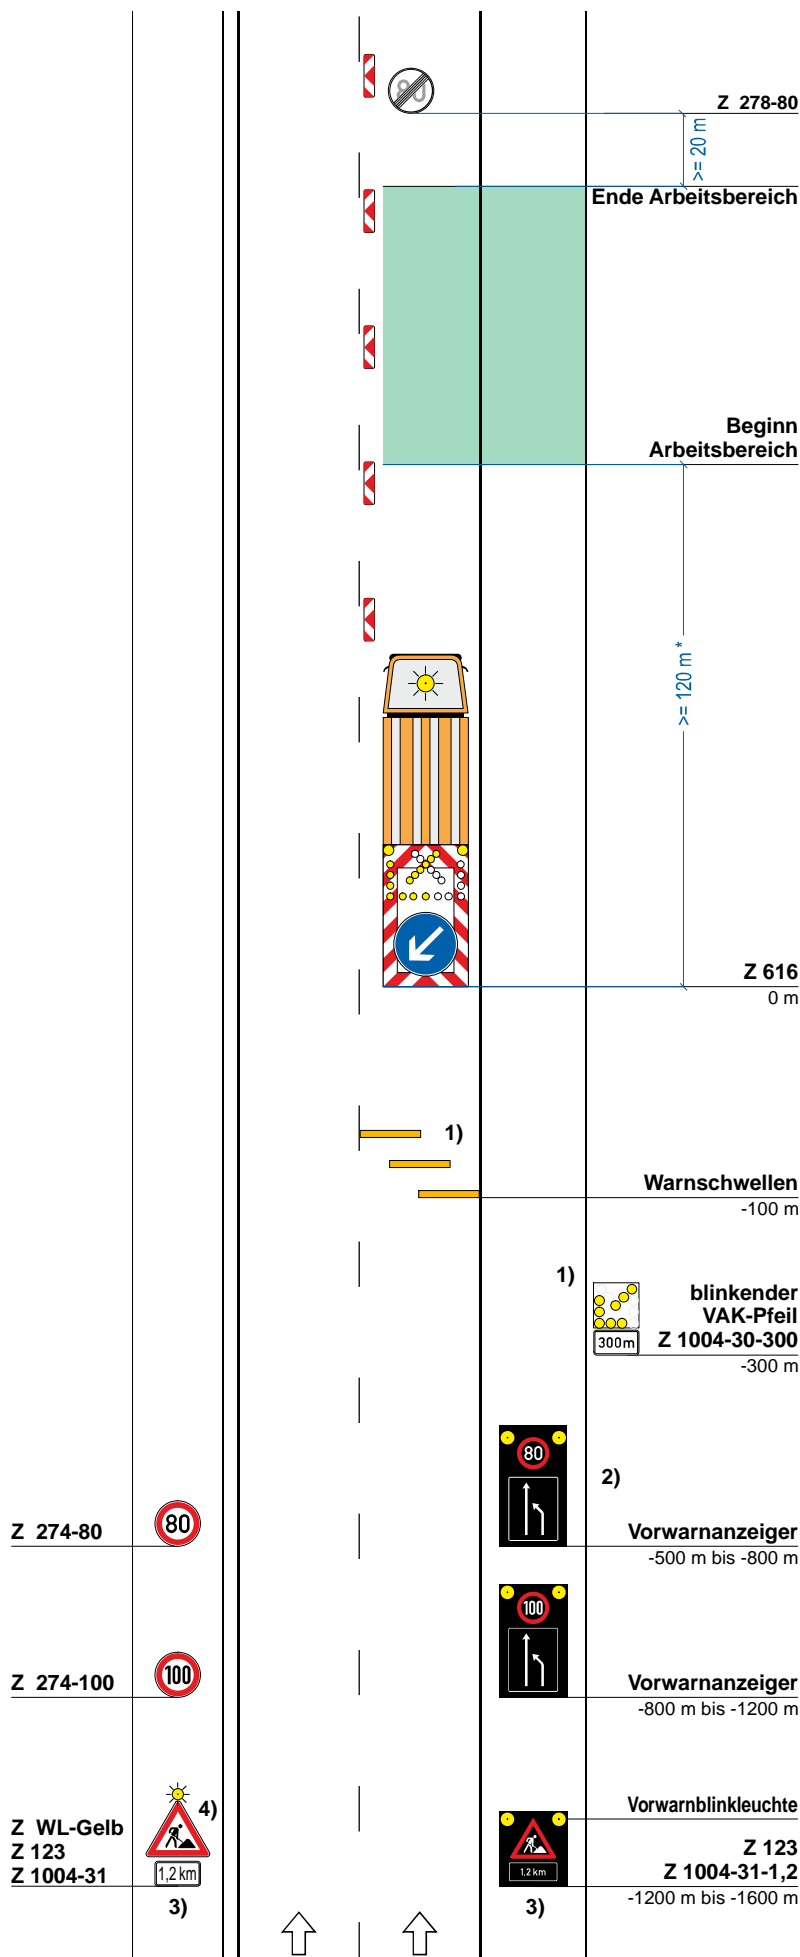 80
Z 278-80
>= 20 m
Ende Arbeitsbereich
Beginn
Arbeitsbereich
>= 120 m *
Z 616
0 m
1)
Warnschwellen
-100 m
1)
blinkender
VAK-Pfeil
300m
Z 1004-30-300
-300 m
80
2)
Z 274-80
80
Vorwarnanzeiger
-500 m bis -800 m
100
Z 274-100
100
Vorwarnanzeiger
-800 m bis -1200 m
4)
Vorwarnblinkleuchte
Z WL-Gelb
Z 123
Z 1004-31
1,2 km
3)
1,2 km
3)
Z 123
Z 1004-31-1,2
-1200 m bis -1600 m